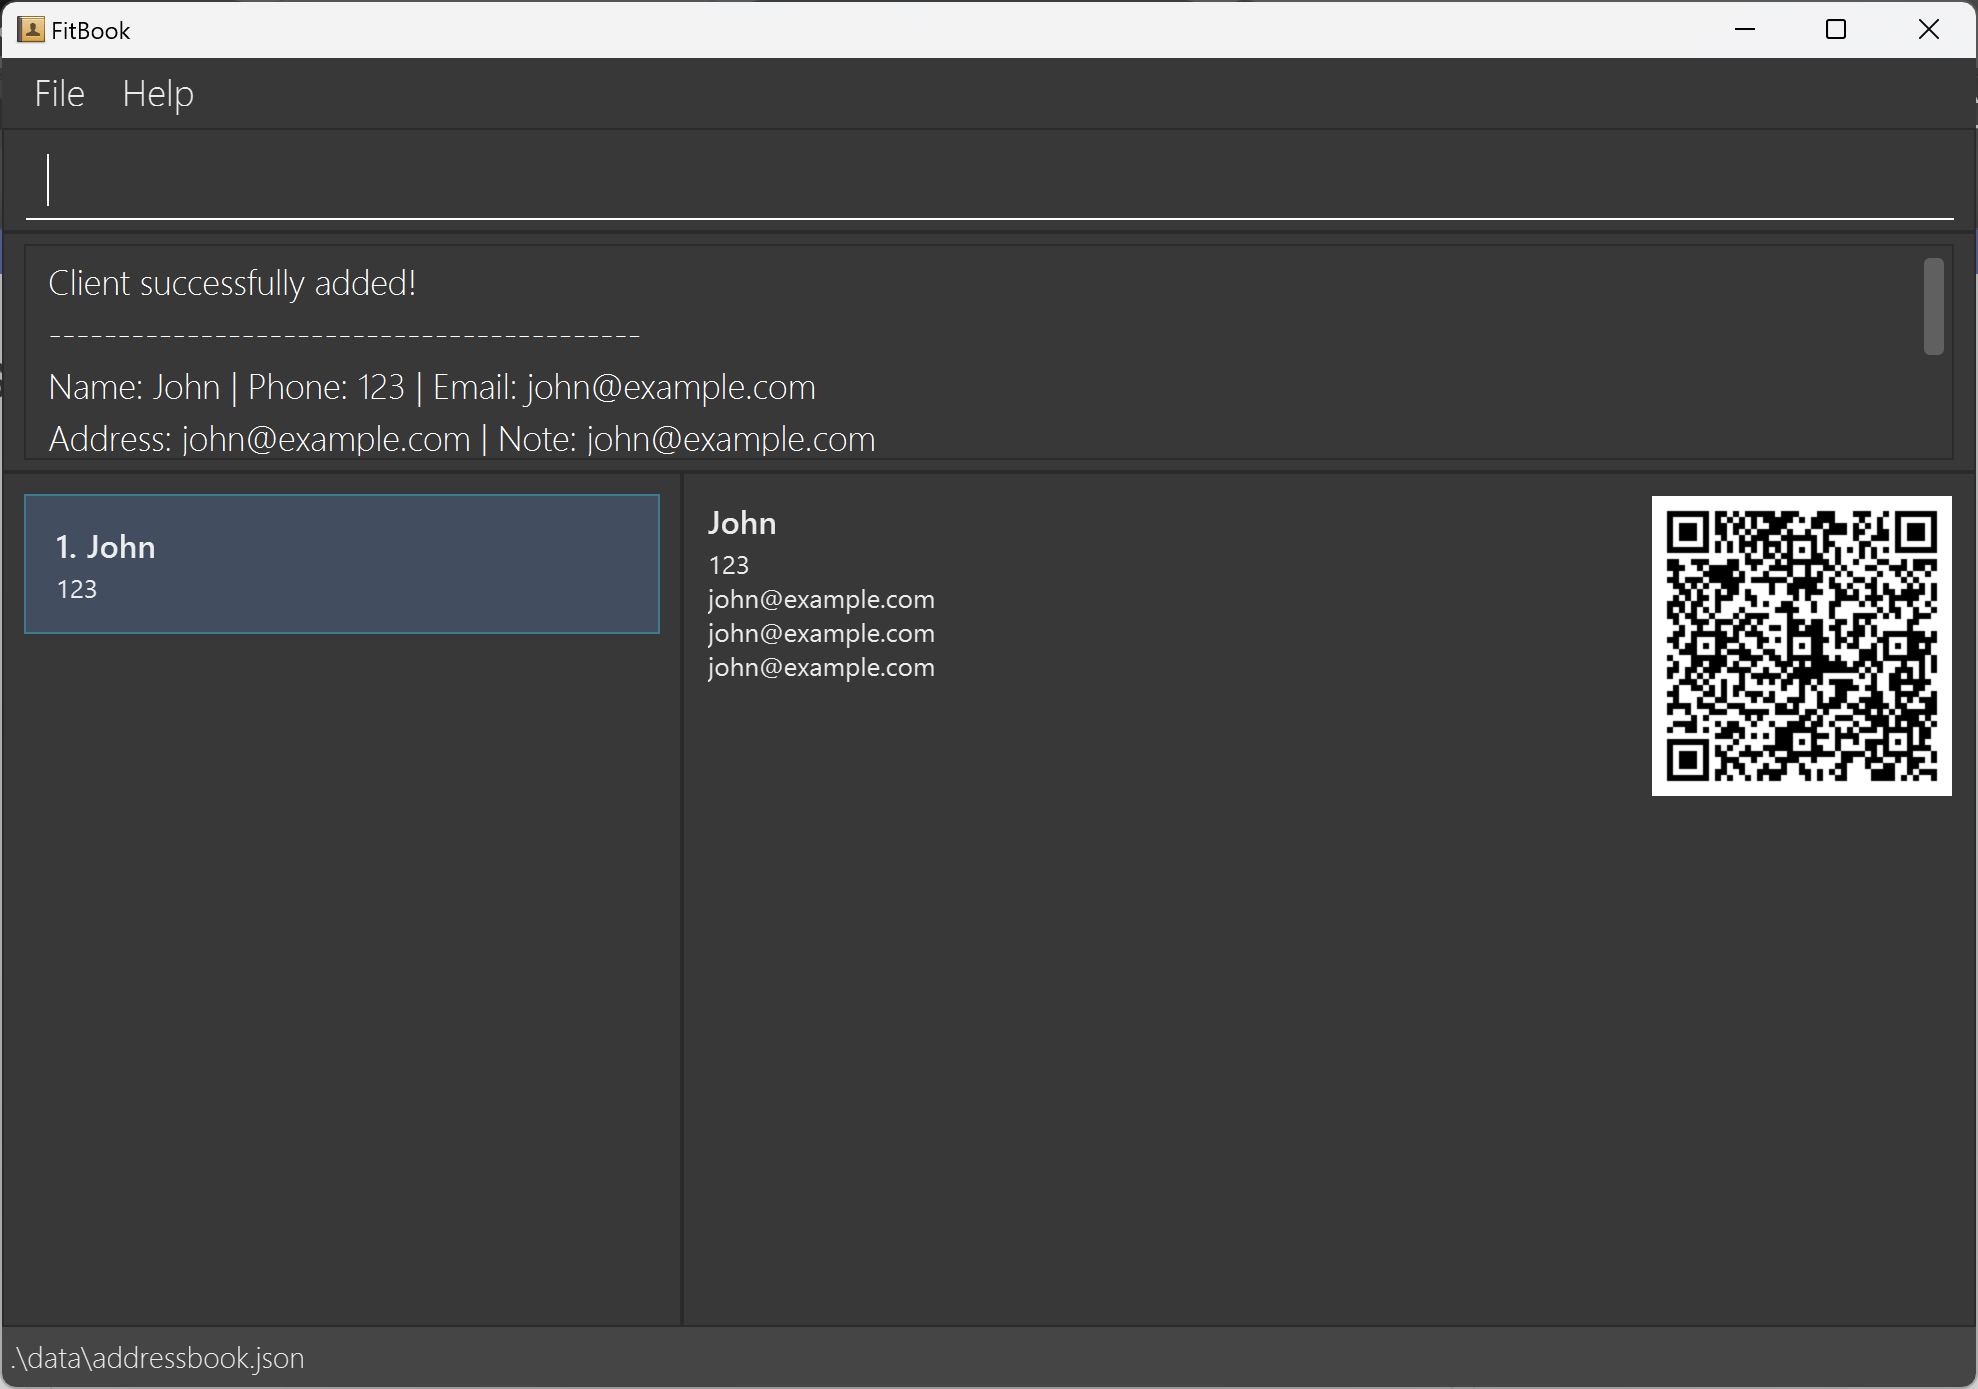 FitBook
File Help
Client successfully added!
-------------------------------------------
Name: John | Phone: 123 | Email: john@example.com
Address: john@example.com | Note: john@example.com
1. John
123
John
123
john@example.com
john@example.com
john@example.com
.\data\addressbook.json